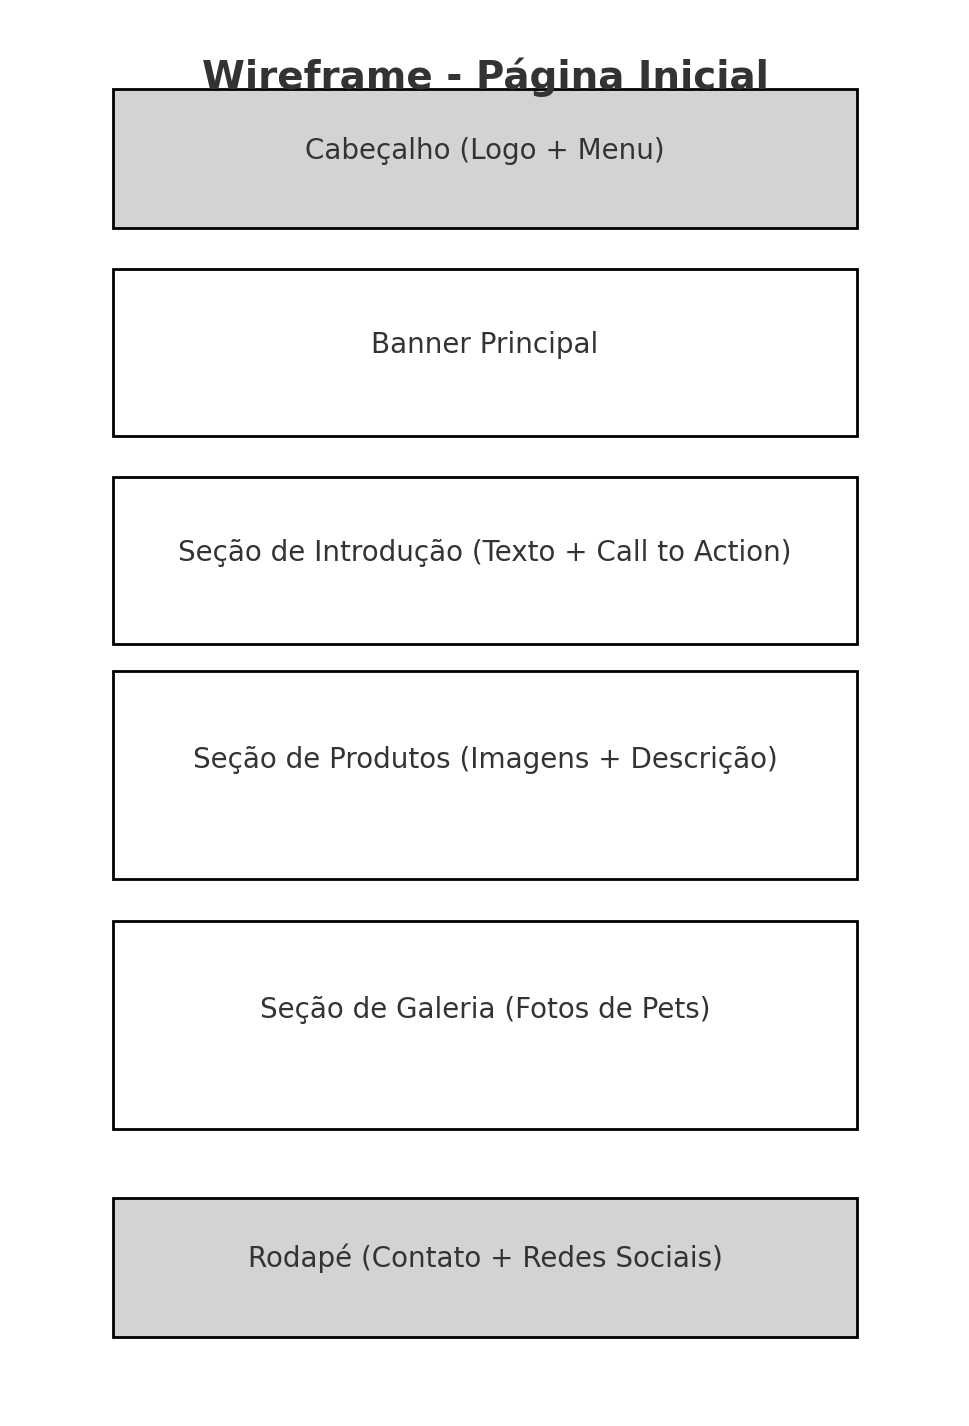 Wireframe - Página Inicial
Cabeçalho (Logo + Menu)
Banner Principal
Seção de Introdução (Texto + Call to Action)
Seção de Produtos (Imagens + Descrição)
Seção de Galeria (Fotos de Pets)
Rodapé (Contato + Redes Sociais)